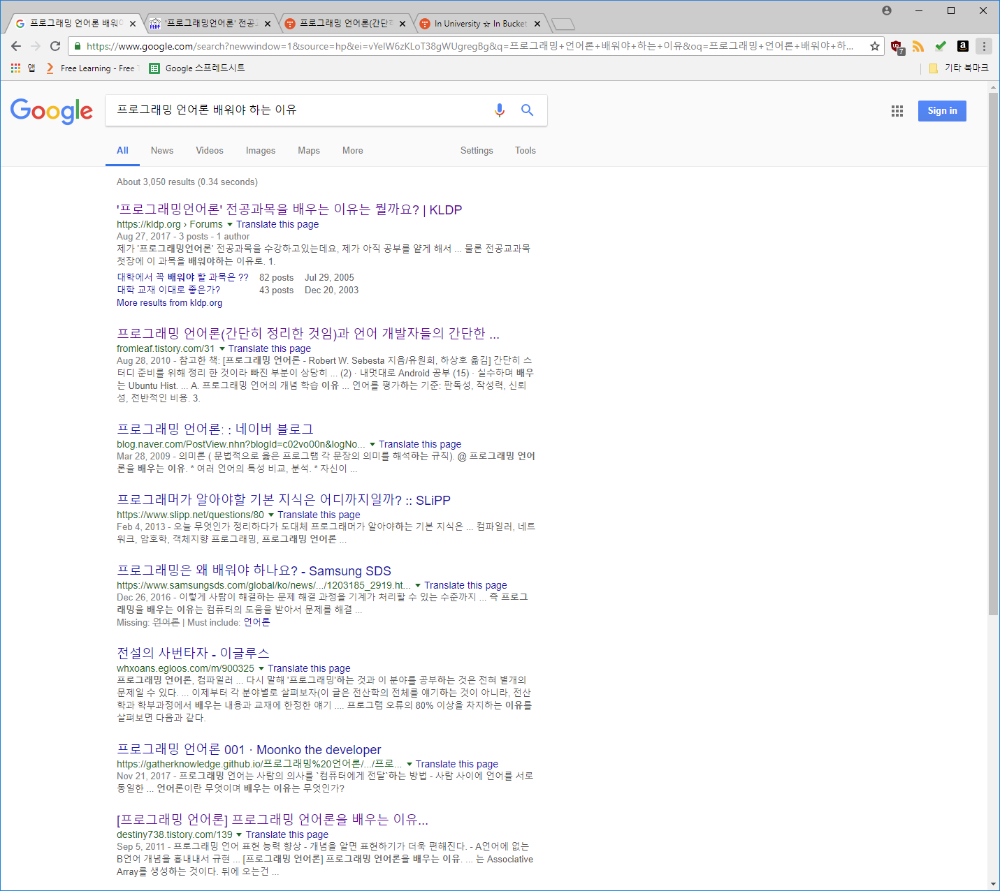 프로그래밍 언어론 배워야
'프로그래밍언어론' 전공과
프로그래밍 언어론(간단히
In University ☆ In Bucket
https://www.google.com/search?newwindow=1&source=hp&ei=vYelW6zKLoT38gWUgregBg&q=프로그래밍+언어론+배워야+하는+이유&oq=프로그래밍+언어론+배워야+하...
7
앱
Free Learning - Free T
Google 스프레드시트
기타 북마크
Google
프로그래밍 언어론 배워야 하는 이유
Sign in
All News Videos Images Maps More Settings Tools
About 3,050 results (0.34 seconds)
'프로그래밍언어론' 전공과목을 배우는 이유는 뭘까요? | KLDP
https://kldp.org › Forums ▼ Translate this page
Aug 27, 2017 - 3 posts - 1 author
제가 '프로그래밍언어론' 전공과목을 수강하고있는데요, 제가 아직 공부를 얕게 해서 ... 물론 전공교과목
첫장에 이 과목을 배워야하는 이유로. 1.
대학에서 꼭 배워야 할 과목은 ?? 82 posts Jul 29, 2005
대학 교재 이대로 좋은가? 43 posts Dec 20, 2003
More results from kldp.org
프로그래밍 언어론(간단히 정리한 것임)과 언어 개발자들의 간단한 ...
fromleaf.tistory.com/31 ▼ Translate this page
Aug 28, 2010 - 참고한 책: [프로그래밍 언어론 - Robert W. Sebesta 지음/유원희, 하상호 옮김] 간단히 스
터디 준비를 위해 정리 한 것이라 빠진 부분이 상당히 ... (2) · 내멋대로 Android 공부 (15) · 실수하며 배우
는 Ubuntu Hist. ... A. 프로그래밍 언어의 개념 학습 이유 ... 언어를 평가하는 기준: 판독성, 작성력, 신뢰
성, 전반적인 비용. 3.
프로그래밍 언어론: : 네이버 블로그
blog.naver.com/PostView.nhn?blogId=c02vo00n&logNo... ▼ Translate this page
Mar 28, 2009 - 의미론 ( 문법적으로 옳은 프로그램 각 문장의 의미를 해석하는 규칙). @ 프로그래밍 언어
론을 배우는 이유. * 여러 언어의 특성 비교, 분석. * 자신이 ...
프로그래머가 알아야할 기본 지식은 어디까지일까? :: SLiPP
https://www.slipp.net/questions/80 ▼ Translate this page
Feb 4, 2013 - 오늘 무엇인가 정리하다가 도대체 프로그래머가 알아야하는 기본 지식은 ... 컴파일러, 네트
워크, 암호학, 객체지향 프로그래밍, 프로그래밍 언어론 ...
프로그래밍은 왜 배워야 하나요? - Samsung SDS
https://www.samsungsds.com/global/ko/news/.../1203185_2919.ht... ▼ Translate this page
Dec 26, 2016 - 이렇게 사람이 해결하는 문제 해결 과정을 기계가 처리할 수 있는 수준까지 ... 즉 프로그
래밍을 배우는 이유는 컴퓨터의 도움을 받아서 문제를 해결 ...
Missing: 언어론 | Must include: 언어론
전설의 사번타자 - 이글루스
whxoans.egloos.com/m/900325 ▼ Translate this page
프로그래밍 언어론, 컴파일러 ... 다시 말해 '프로그래밍'하는 것과 이 분야를 공부하는 것은 전혀 별개의
문제일 수 있다. ... 이제부터 각 분야별로 살펴보자(이 글은 전산학의 전체를 얘기하는 것이 아니라, 전산
학과 학부과정에서 배우는 내용과 교재에 한정한 얘기 .... 프로그램 오류의 80% 이상을 차지하는 이유를
살펴보면 다음과 같다.
프로그래밍 언어론 001 · Moonko the developer
https://gatherknowledge.github.io/프로그래밍%20언어론/.../프로... ▼ Translate this page
Nov 21, 2017 - 프로그래밍 언어는 사람의 의사를 `컴퓨터에게 전달`하는 방법 - 사람 사이에 언어를 서로
동일한 ... 언어론이란 무엇이며 배우는 이유는 무엇인가?
[프로그래밍 언어론] 프로그래밍 언어론을 배우는 이유...
destiny738.tistory.com/139 ▼ Translate this page
Sep 5, 2011 - 프로그래밍 언어 표현 능력 향상 - 개념을 알면 표현하기가 더욱 편해진다. - A언어에 없는
B언어 개념을 흉내내서 규현 ... [프로그래밍 언어론] 프로그래밍 언어론을 배우는 이유. ... 는 Associative
Array를 생성하는 것이다. 뒤에 오는건 ...